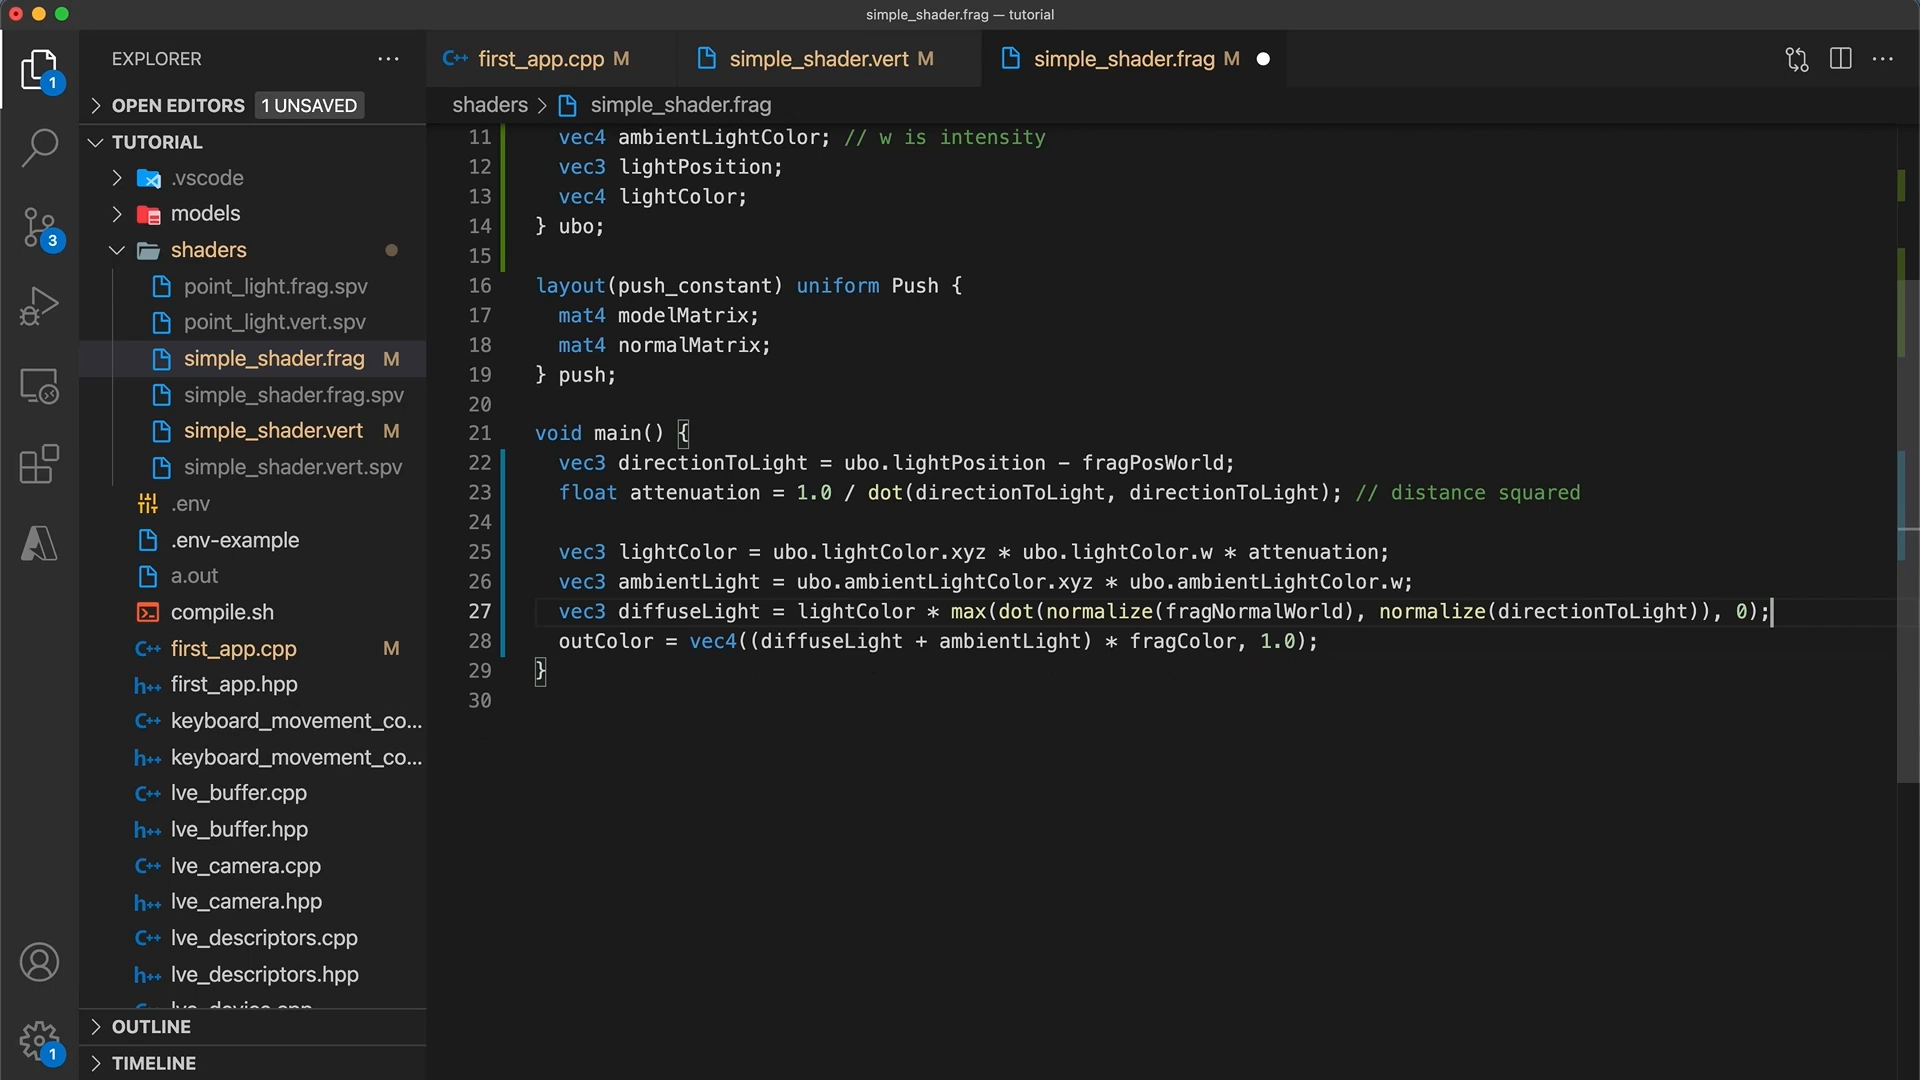 simple_shader.frag — tutorial
EXPLORER
first_app.cpp M
simple_shader.vert M
simple_shader.frag M
OPEN EDITORS 1 UNSAVED
shaders > simple_shader.frag
TUTORIAL
.vscode
models
shaders
point_light.frag.spv
point_light.vert.spv
simple_shader.frag M
simple_shader.frag.spv
simple_shader.vert M
simple_shader.vert.spv
.env
.env-example
a.out
compile.sh
first_app.cpp M
first_app.hpp
keyboard_movement_co...
keyboard_movement_co...
lve_buffer.cpp
lve_buffer.hpp
lve_camera.cpp
lve_camera.hpp
lve_descriptors.cpp
lve_descriptors.hpp
lve_device.cpp
OUTLINE
TIMELINE
1
3
1
11 vec4 ambientLightColor; // w is intensity
12 vec3 lightPosition;
13 vec4 lightColor;
14 } ubo;
15
16 layout(push_constant) uniform Push {
17 mat4 modelMatrix;
18 mat4 normalMatrix;
19 } push;
20
21 void main() {
22 vec3 directionToLight = ubo.lightPosition - fragPosWorld;
23 float attenuation = 1.0 / dot(directionToLight, directionToLight); // distance squared
24
25 vec3 lightColor = ubo.lightColor.xyz * ubo.lightColor.w * attenuation;
26 vec3 ambientLight = ubo.ambientLightColor.xyz * ubo.ambientLightColor.w;
27 vec3 diffuseLight = lightColor * max(dot(normalize(fragNormalWorld), normalize(directionToLight)), 0);
28 outColor = vec4((diffuseLight + ambientLight) * fragColor, 1.0);
29 }
30